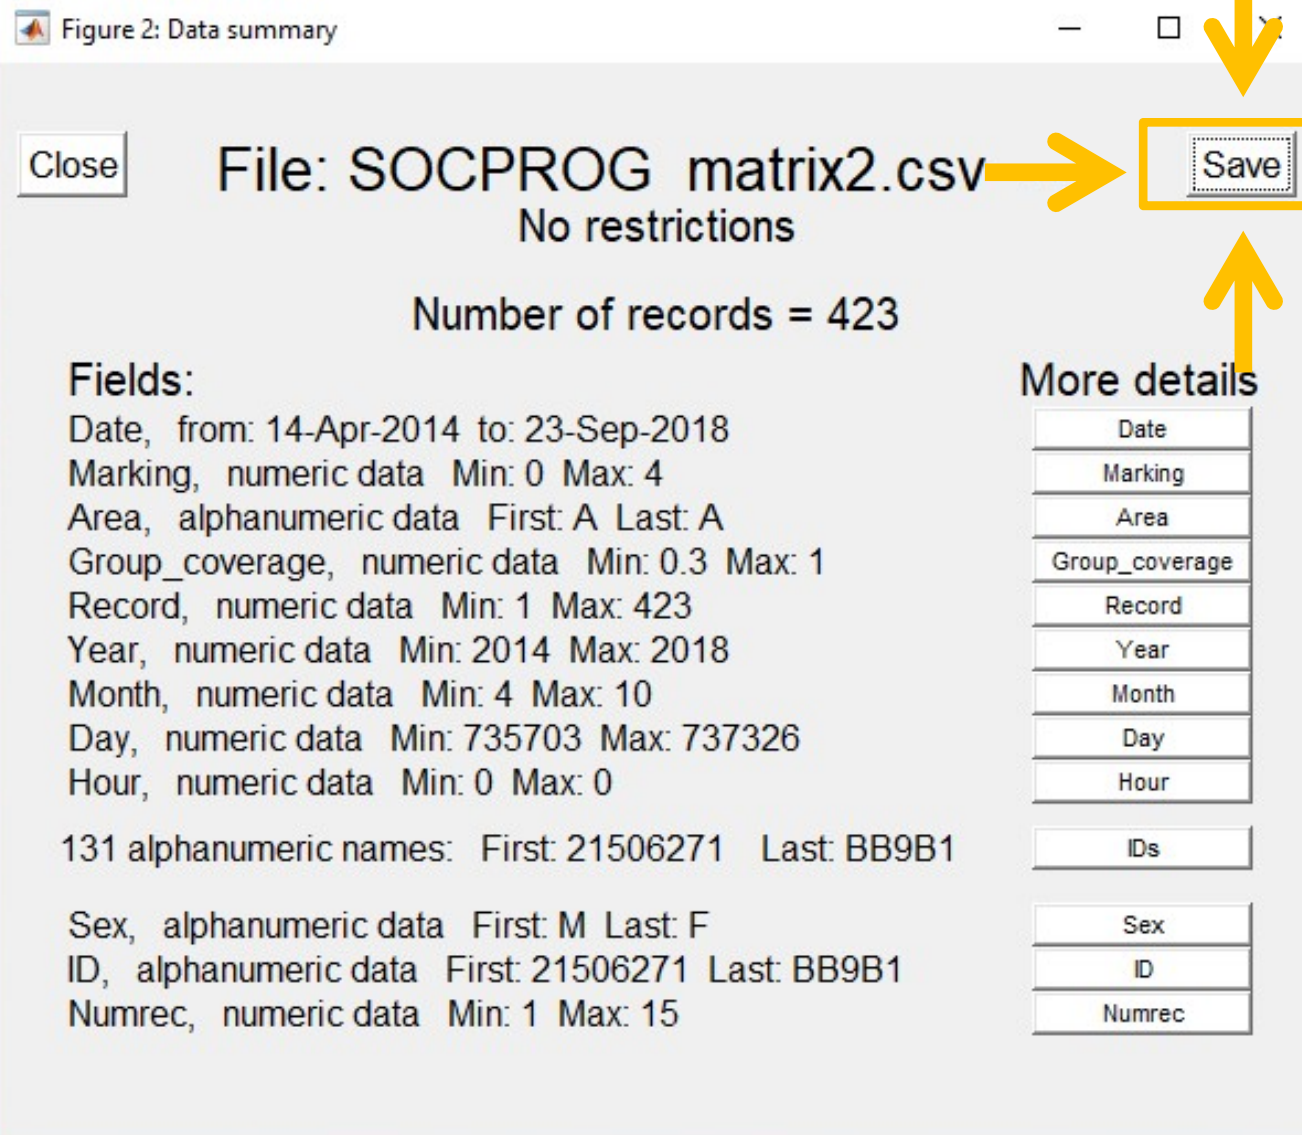 Figure 2: Data summary
Close
File: SOCPROG matrix2.csv
Save
No restrictions
Number of records = 423
Fields:
More details
Date, from: 14-Apr-2014 to: 23-Sep-2018
Date
Marking, numeric data Min: 0 Max: 4
Marking
Area, alphanumeric data First: A Last: A
Area
Group_coverage, numeric data Min: 0.3 Max: 1
Group_coverage
Record, numeric data Min: 1 Max: 423
Record
Year, numeric data Min: 2014 Max: 2018
Year
Month, numeric data Min: 4 Max: 10
Month
Day, numeric data Min: 735703 Max: 737326
Day
Hour, numeric data Min: 0 Max: 0
Hour
131 alphanumeric names: First: 21506271 Last: BB9B1
IDs
Sex, alphanumeric data First: M Last: F
Sex
ID, alphanumeric data First: 21506271 Last: BB9B1
ID
Numrec, numeric data Min: 1 Max: 15
Numrec